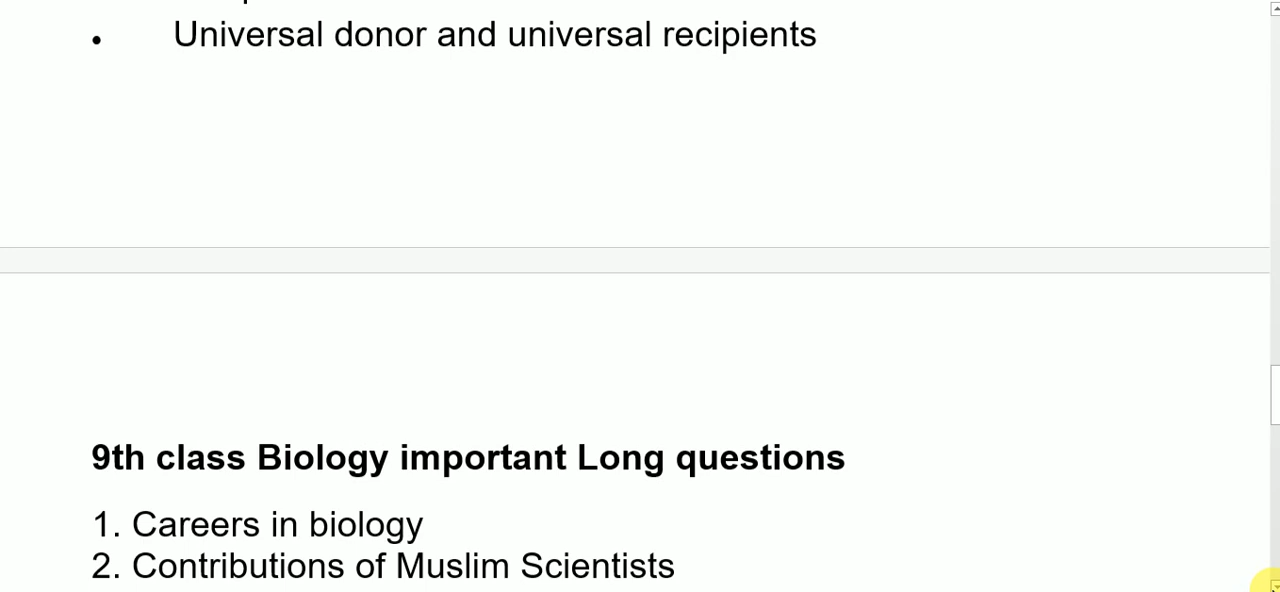 • Universal donor and universal recipients
9th class Biology important Long questions
1. Careers in biology
2. Contributions of Muslim Scientists